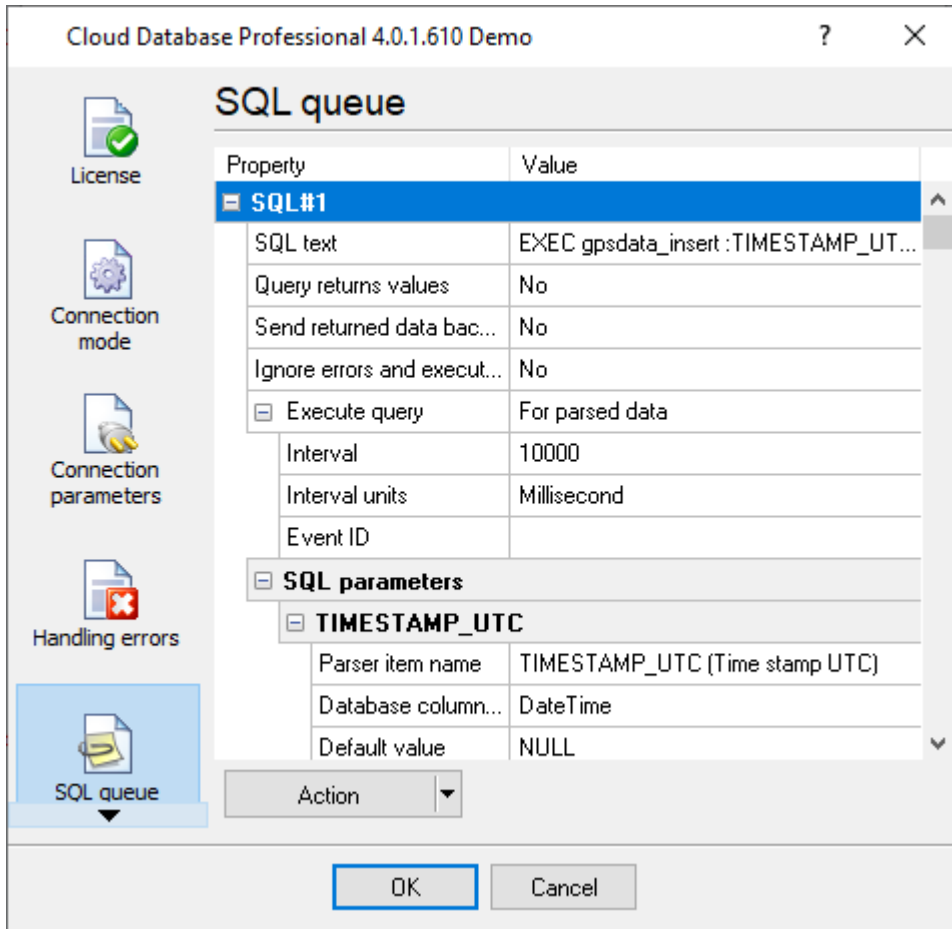 Cloud Database Professional 4.0.1.610 Demo ?
License
Connection
mode
Connection
parameters
Handling errors
SQL queue
SQL queue
Property Value
SQL#1
SQL text EXEC gpsdata_insert :TIMESTAMP_UT...
Query returns values No
Send returned data bac... No
Ignore errors and execut... No
Execute query For parsed data
Interval 10000
Interval units Millisecond
Event ID
SQL parameters
TIMESTAMP_UTC
Parser item name TIMESTAMP_UTC (Time stamp UTC)
Database column... DateTime
Default value NULL
Action
OK Cancel